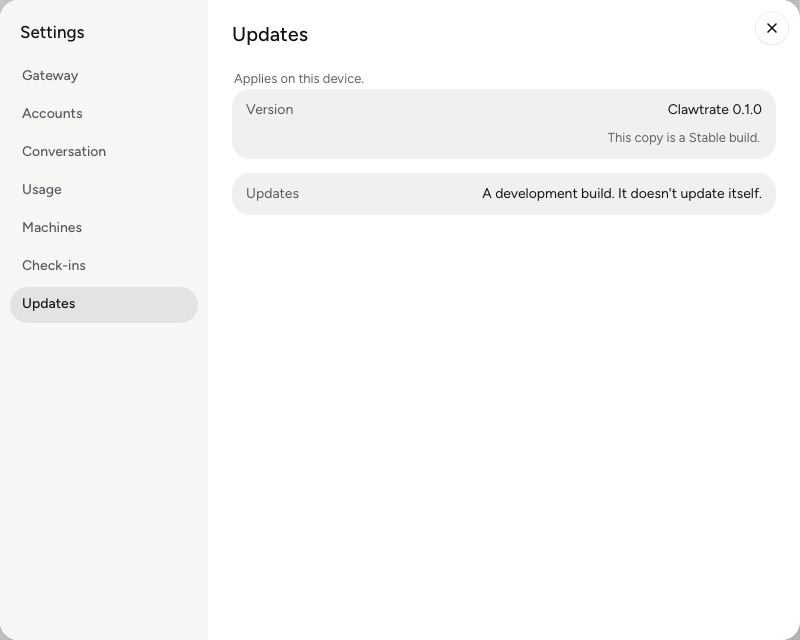 Settings
Gateway
Accounts
Conversation
Usage
Machines
Check-ins
Updates
Updates
Applies on this device.
Version
Clawtrate 0.1.0
This copy is a Stable build.
Updates
A development build. It doesn't update itself.